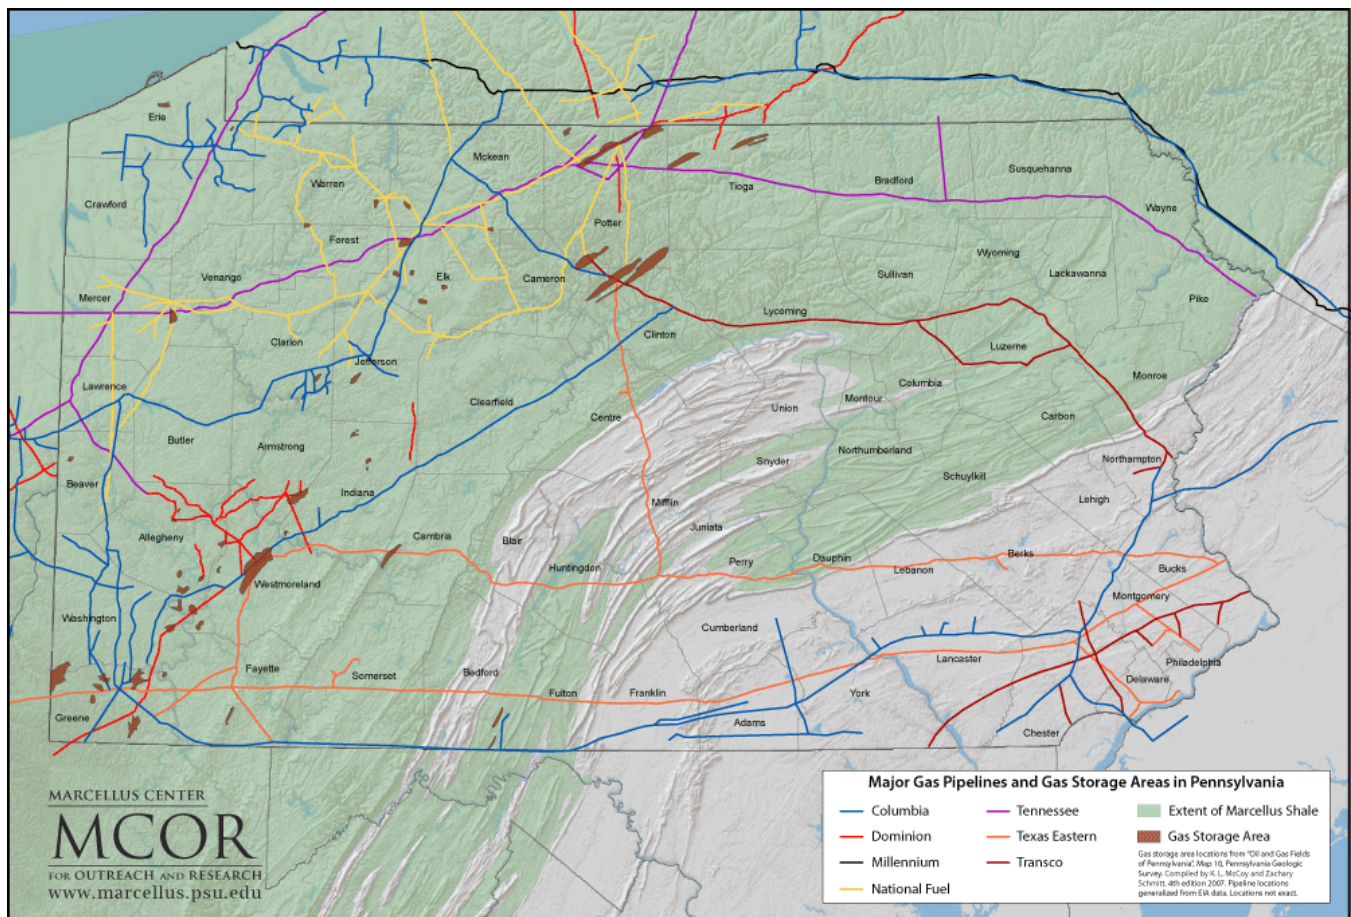 Erie
Mckean
Warren
Crawford
Tioga
Bradford
Susquehanna
Wayne
Potter
Forest
Venango
Elk
Cameron
Sullivan
Wyoming
Lackawanna
Pike
Mercer
Clarion
Jefferson
Clinton
Lycoming
Luzerne
Lawrence
Clearfield
Centre
Union
Montour
Columbia
Monroe
Carbon
Butler
Armstrong
Snyder
Northumberland
Schuylkill
Northampton
Beaver
Indiana
Mifflin
Lehigh
Allegheny
Cambria
Blair
Juniata
Huntingdon
Perry
Dauphin
Lebanon
Berks
Bucks
Westmoreland
Washington
Montgomery
Cumberland
Lancaster
Philadelphia
Fayette
Somerset
Bedford
Fulton
Franklin
York
Delaware
Greene
Adams
Chester
MARCELLUS CENTER
MCOR
FOR OUTREACH AND RESEARCH
www.marcellus.psu.edu
Major Gas Pipelines and Gas Storage Areas in Pennsylvania
Columbia
Dominion
Millennium
National Fuel
Tennessee
Texas Eastern
Transco
Extent of Marcellus Shale
Gas Storage Area
Gas storage area locations from "Oil and Gas Fields
of Pennsylvania", Map 10, Pennsylvania Geologic
Survey. Compiled by K. L. McCoy and Zachary
Schmitt. 4th edition 2007. Pipeline locations
generalized from EIA data. Locations not exact.